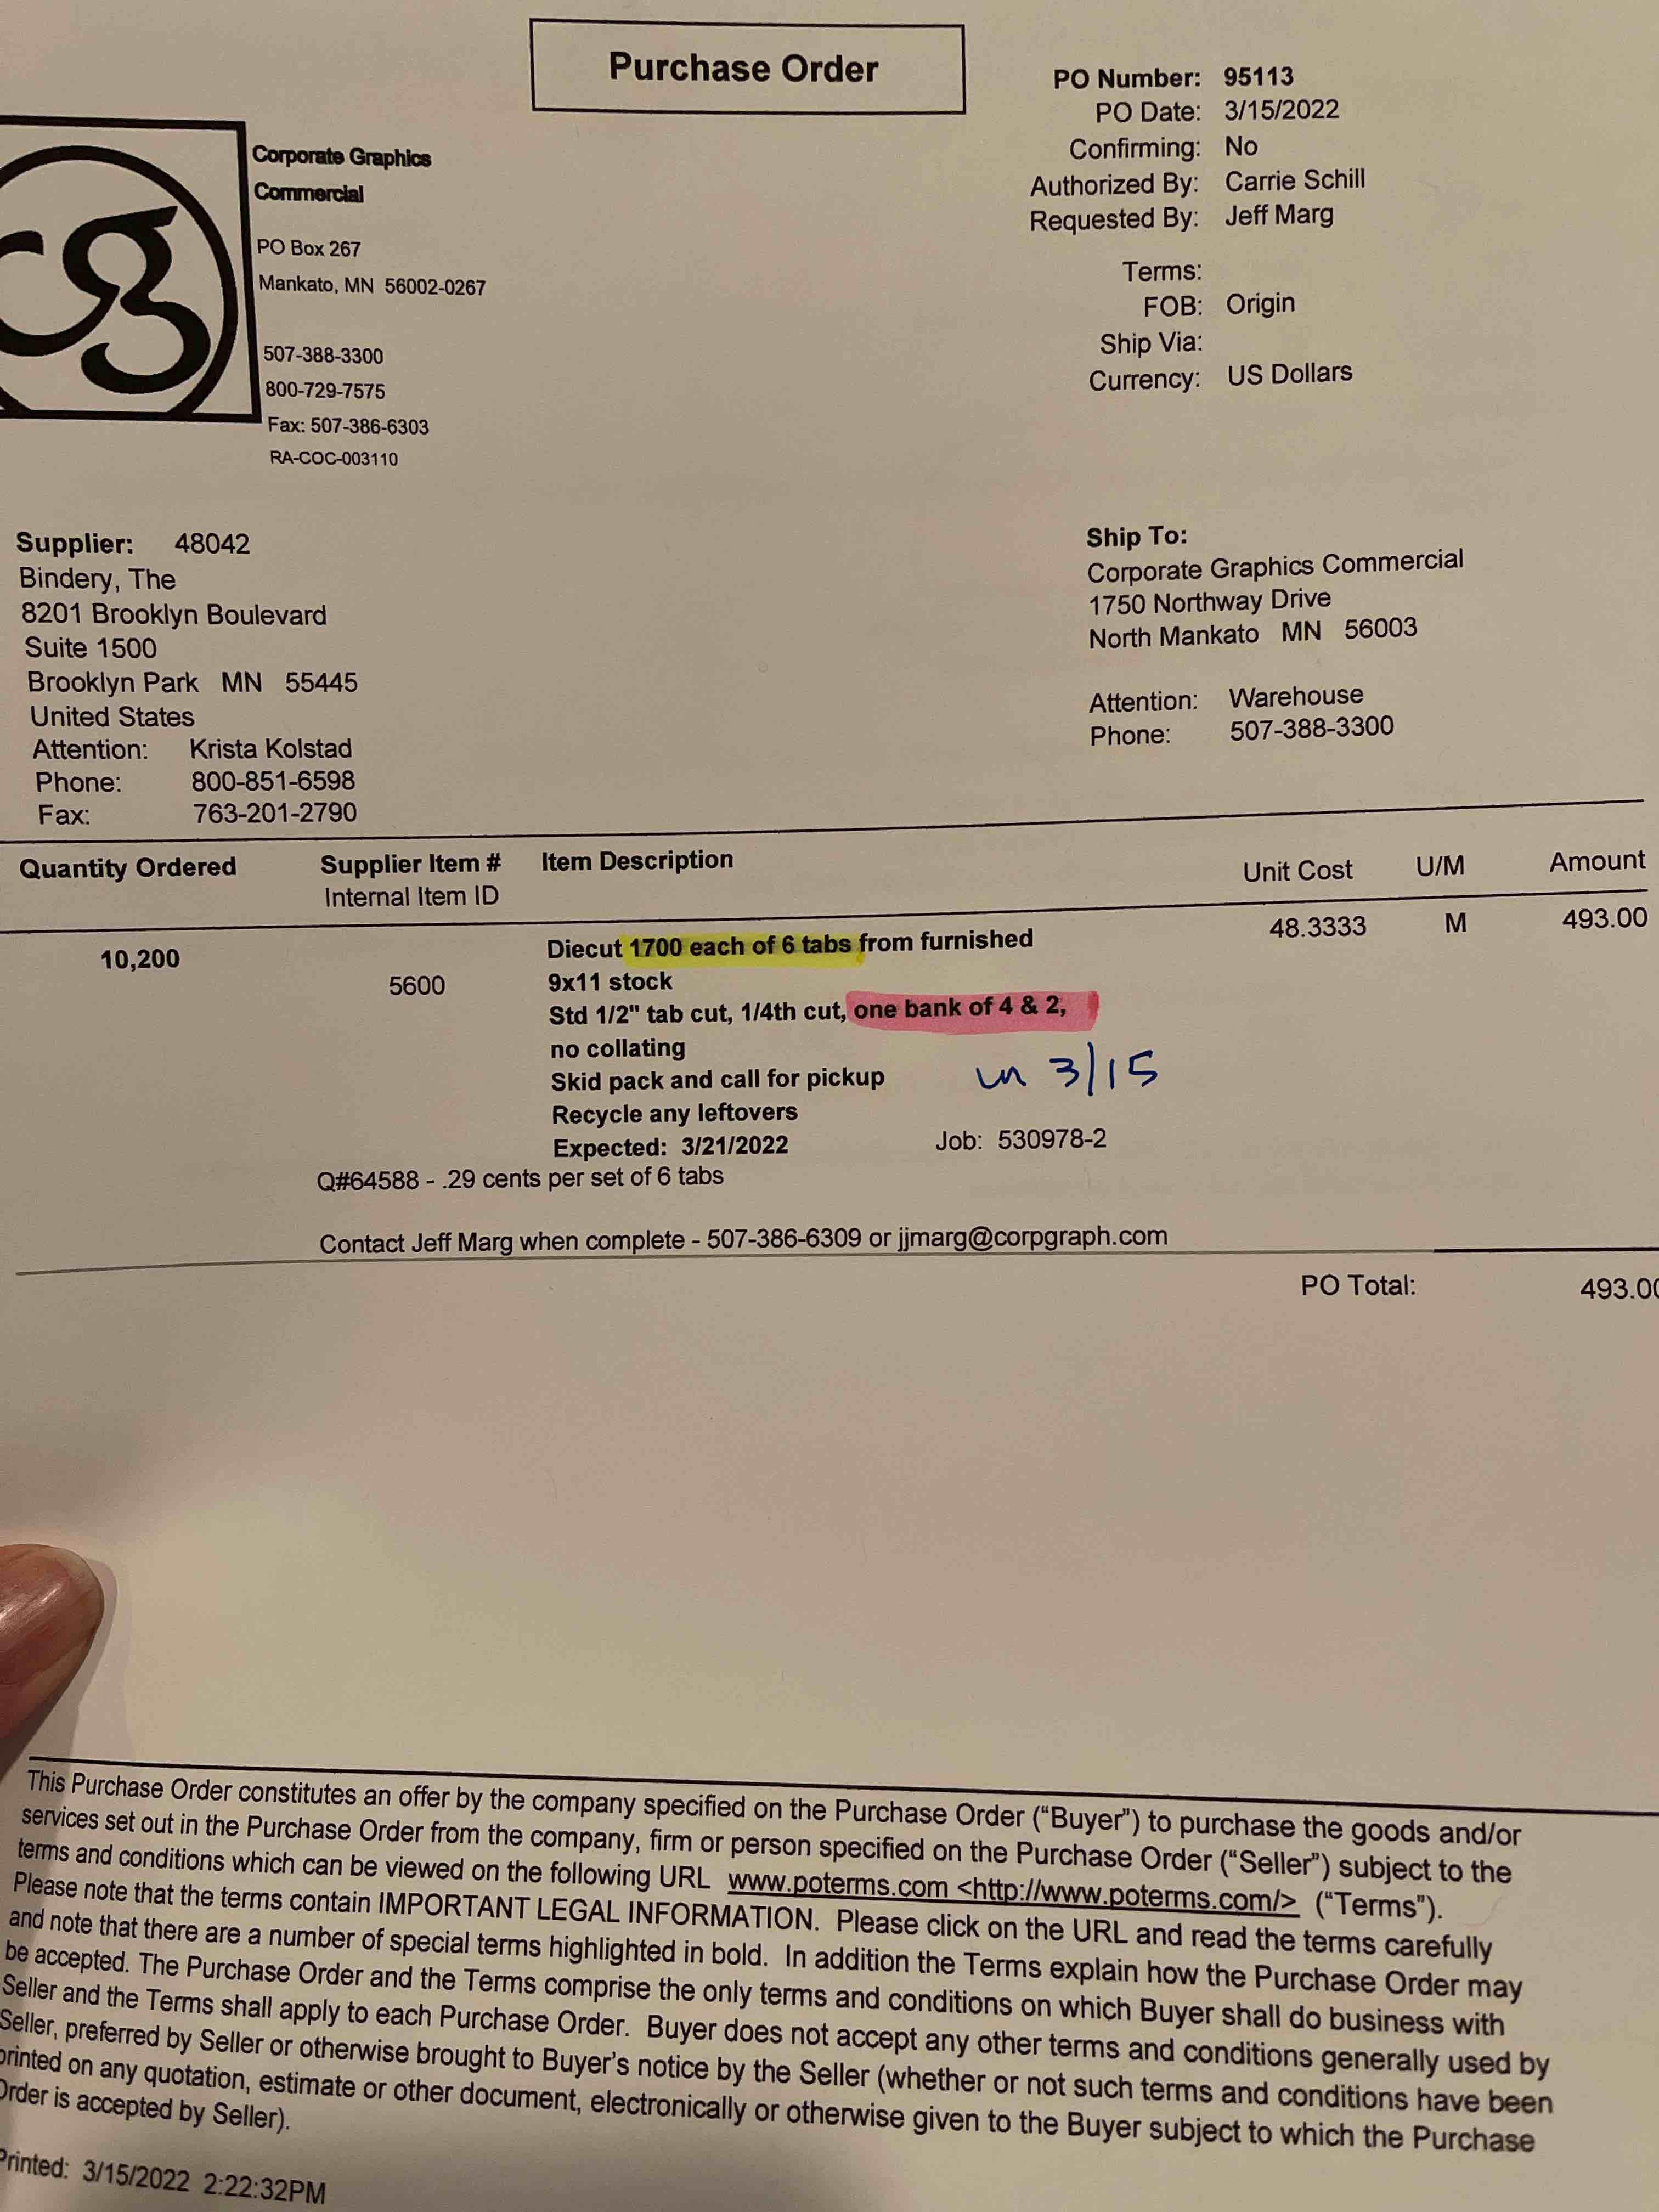 Purchase Order
PO Number: 95113
PO Date: 3/15/2022
Confirming: No
Authorized By: Carrie Schill
Requested By: Jeff Marg
Terms:
FOB: Origin
Ship Via:
Currency: US Dollars
cg
Corporate Graphics
Commercial
PO Box 267
Mankato, MN 56002-0267
507-388-3300
800-729-7575
Fax: 507-386-6303
RA-COC-003110
Supplier: 48042
Bindery, The
8201 Brooklyn Boulevard
Suite 1500
Brooklyn Park MN 55445
United States
Attention: Krista Kolstad
Phone: 800-851-6598
Fax: 763-201-2790
Ship To:
Corporate Graphics Commercial
1750 Northway Drive
North Mankato MN 56003
Attention: Warehouse
Phone: 507-388-3300
Quantity Ordered Supplier Item # Item Description Unit Cost U/M Amount
Internal Item ID
10,200 Diecut 1700 each of 6 tabs from furnished 48.3333 M 493.00
5600 9x11 stock
Std 1/2" tab cut, 1/4th cut, one bank of 4 & 2,
no collating
Skid pack and call for pickup in 3/15
Recycle any leftovers
Expected: 3/21/2022 Job: 530978-2
Q#64588 - .29 cents per set of 6 tabs
Contact Jeff Marg when complete - 507-386-6309 or jjmarg@corpgraph.com
PO Total: 493.00
This Purchase Order constitutes an offer by the company specified on the Purchase Order ("Buyer") to purchase the goods and/or
services set out in the Purchase Order from the company, firm or person specified on the Purchase Order ("Seller") subject to the
terms and conditions which can be viewed on the following URL www.poterms.com <http://www.poterms.com/> ("Terms").
Please note that the terms contain IMPORTANT LEGAL INFORMATION. Please click on the URL and read the terms carefully
and note that there are a number of special terms highlighted in bold. In addition the Terms explain how the Purchase Order may
be accepted. The Purchase Order and the Terms comprise the only terms and conditions on which Buyer shall do business with
Seller and the Terms shall apply to each Purchase Order. Buyer does not accept any other terms and conditions generally used by
Seller, preferred by Seller or otherwise brought to Buyer's notice by the Seller (whether or not such terms and conditions have been
printed on any quotation, estimate or other document, electronically or otherwise given to the Buyer subject to which the Purchase
Order is accepted by Seller).
Printed: 3/15/2022 2:22:32PM